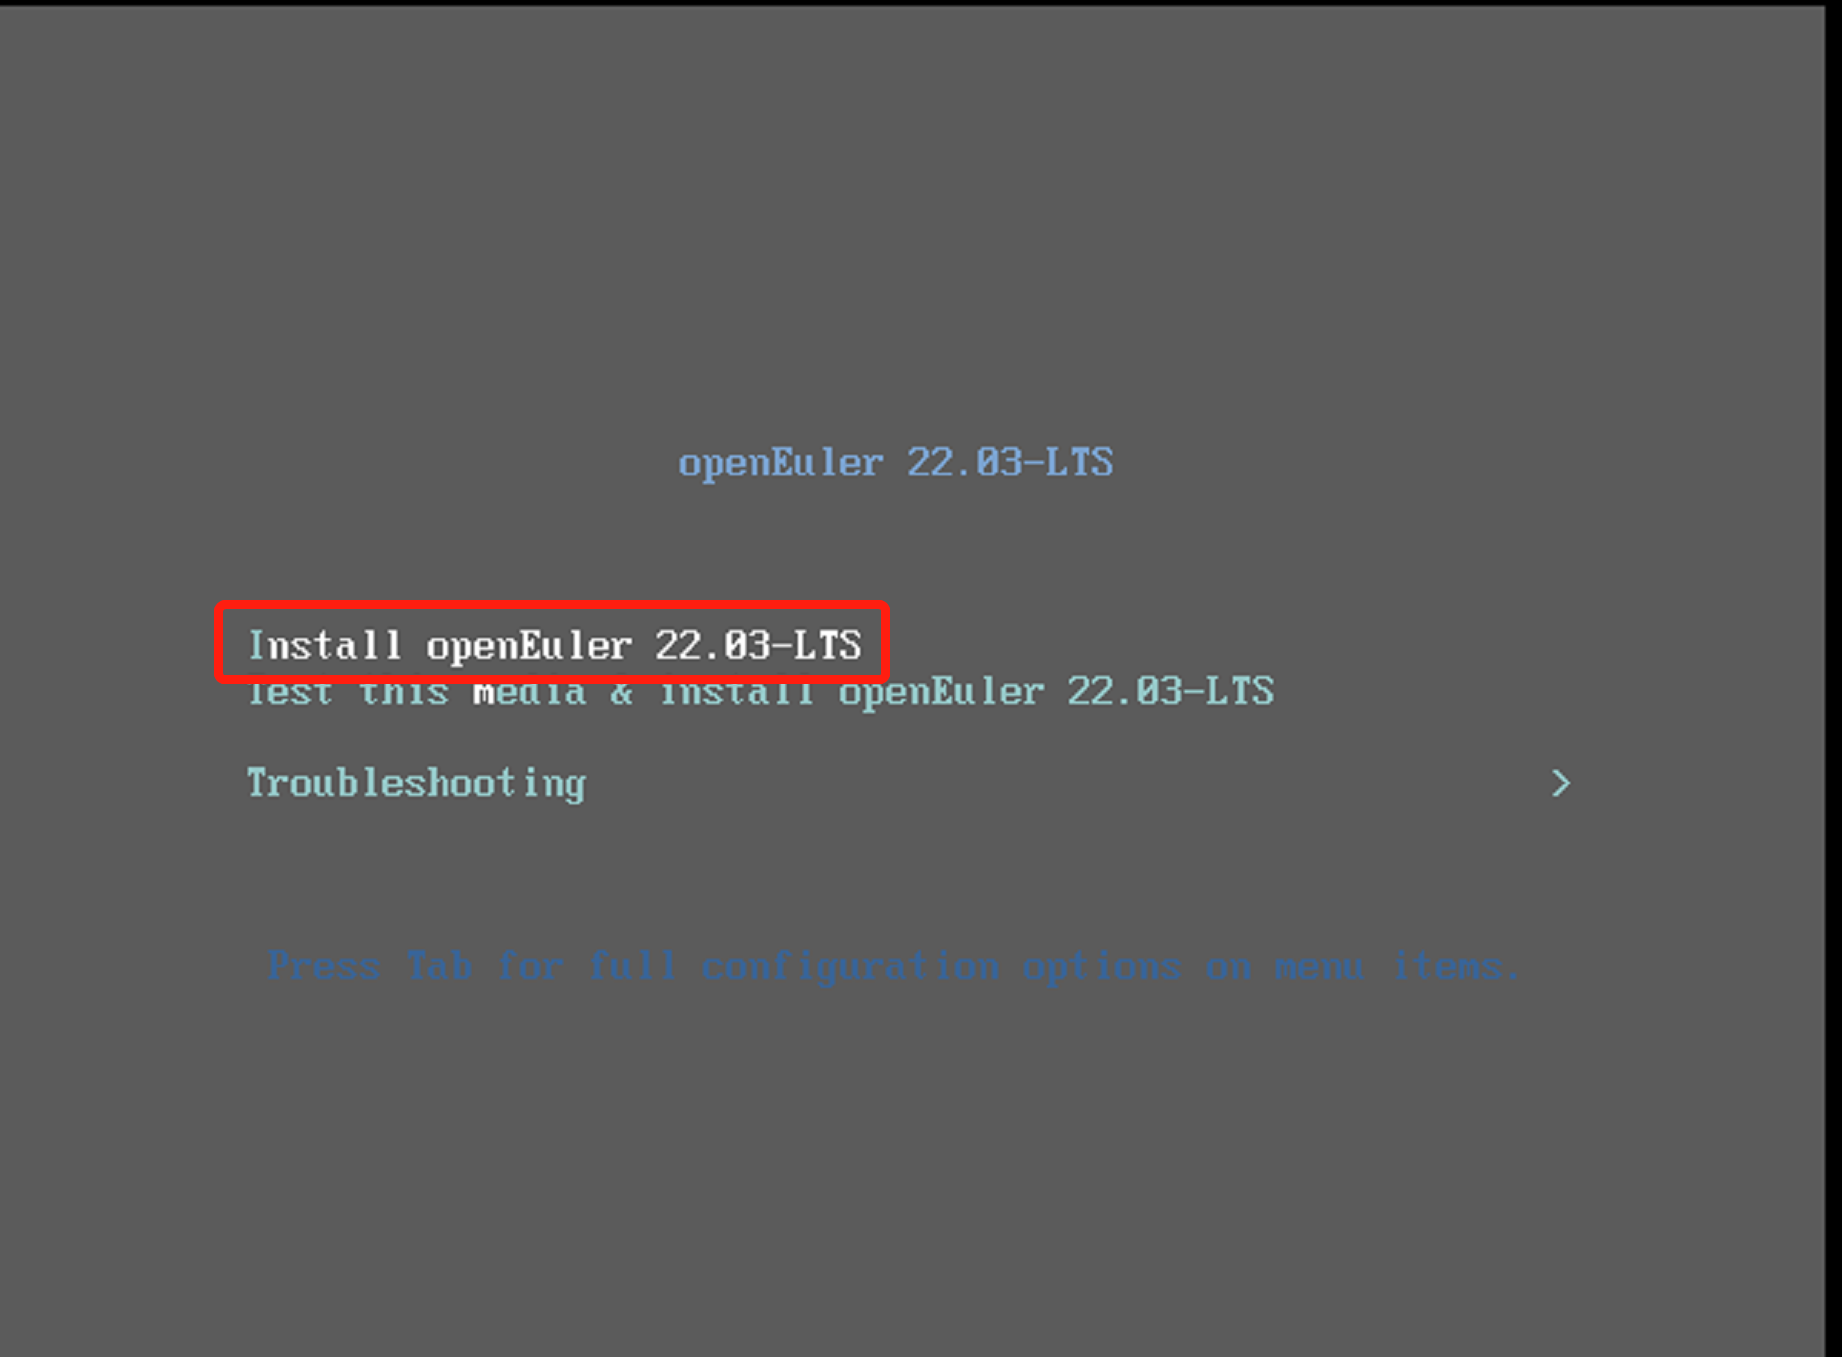 openEuler 22.03-LTS
Install openEuler 22.03-LTS
Test this media & install openEuler 22.03-LTS
Troubleshooting >
Press Tab for full configuration options on menu items.